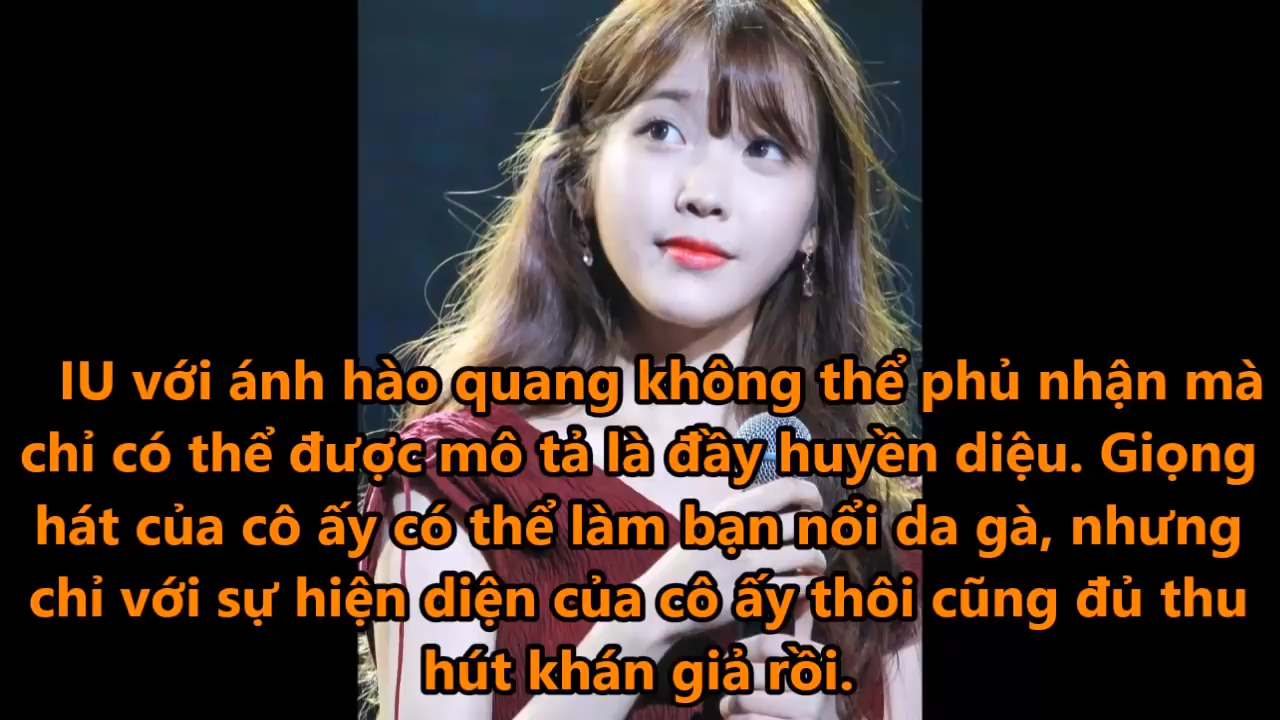 IU với ánh hào quang không thể phủ nhận mà
chỉ có thể được mô tả là đầy huyền diệu. Giọng
hát của cô ấy có thể làm bạn nổi da gà, nhưng
chỉ với sự hiện diện của cô ấy thôi cũng đủ thu
hút khán giả rồi.